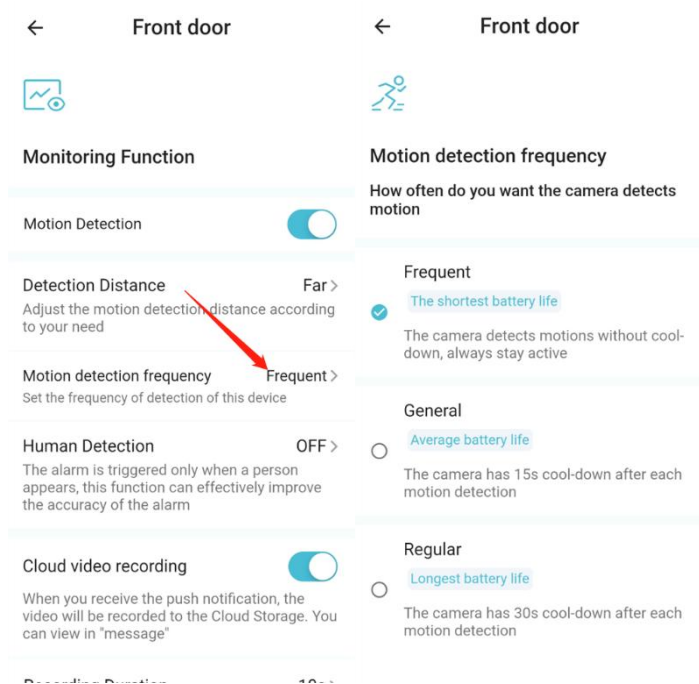 Front door
Monitoring Function
Motion Detection
Detection Distance Far
Adjust the motion detection distance according
to your need
Motion detection frequency Frequent
Set the frequency of detection of this device
Human Detection OFF
The alarm is triggered only when a person
appears, this function can effectively improve
the accuracy of the alarm
Cloud video recording
When you receive the push notification, the
video will be recorded to the Cloud Storage. You
can view in "message"
Recording Duration 10s
Front door
Motion detection frequency
How often do you want the camera detects
motion
Frequent
The shortest battery life
The camera detects motions without cool-
down, always stay active
General
Average battery life
The camera has 15s cool-down after each
motion detection
Regular
Longest battery life
The camera has 30s cool-down after each
motion detection